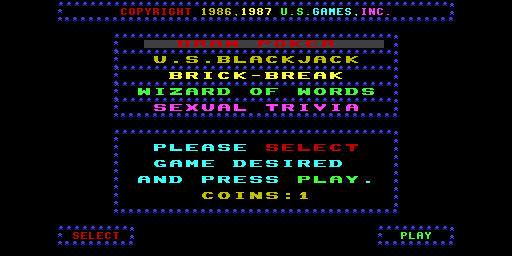 COPYRIGHT 1986,1987 U.S.GAMES,INC.
DRAW POKER
U.S.BLACKJACK
BRICK-BREAK
WIZARD OF WORDS
SEXUAL TRIVIA
PLEASE SELECT
GAME DESIRED
AND PRESS PLAY.
COINS:1
SELECT
PLAY